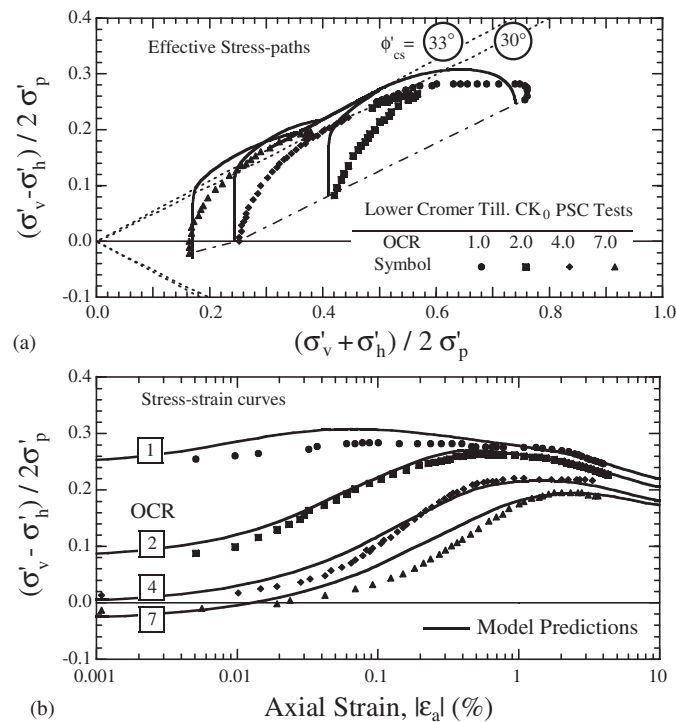 0.4
Effective Stress-paths
ϕ'cs =
33°
30°
0.3
0.2
0.1
0.0
-0.1
(σ'v-σ'h) / 2 σ'p
Lower Cromer Till. CK0 PSC Tests
OCR 1.0 2.0 4.0 7.0
Symbol
0.0 0.2 0.4 0.6 0.8 1.0
(a)
(σ'v + σ'h) / 2 σ'p
0.4
Stress-strain curves
0.3
0.2
0.1
0.0
-0.1
(σ'v - σ'h) / 2σ'p
1
OCR
2
4
7
Model Predictions
0.001 0.01 0.1 1 10
(b)
Axial Strain, |εa| (%)